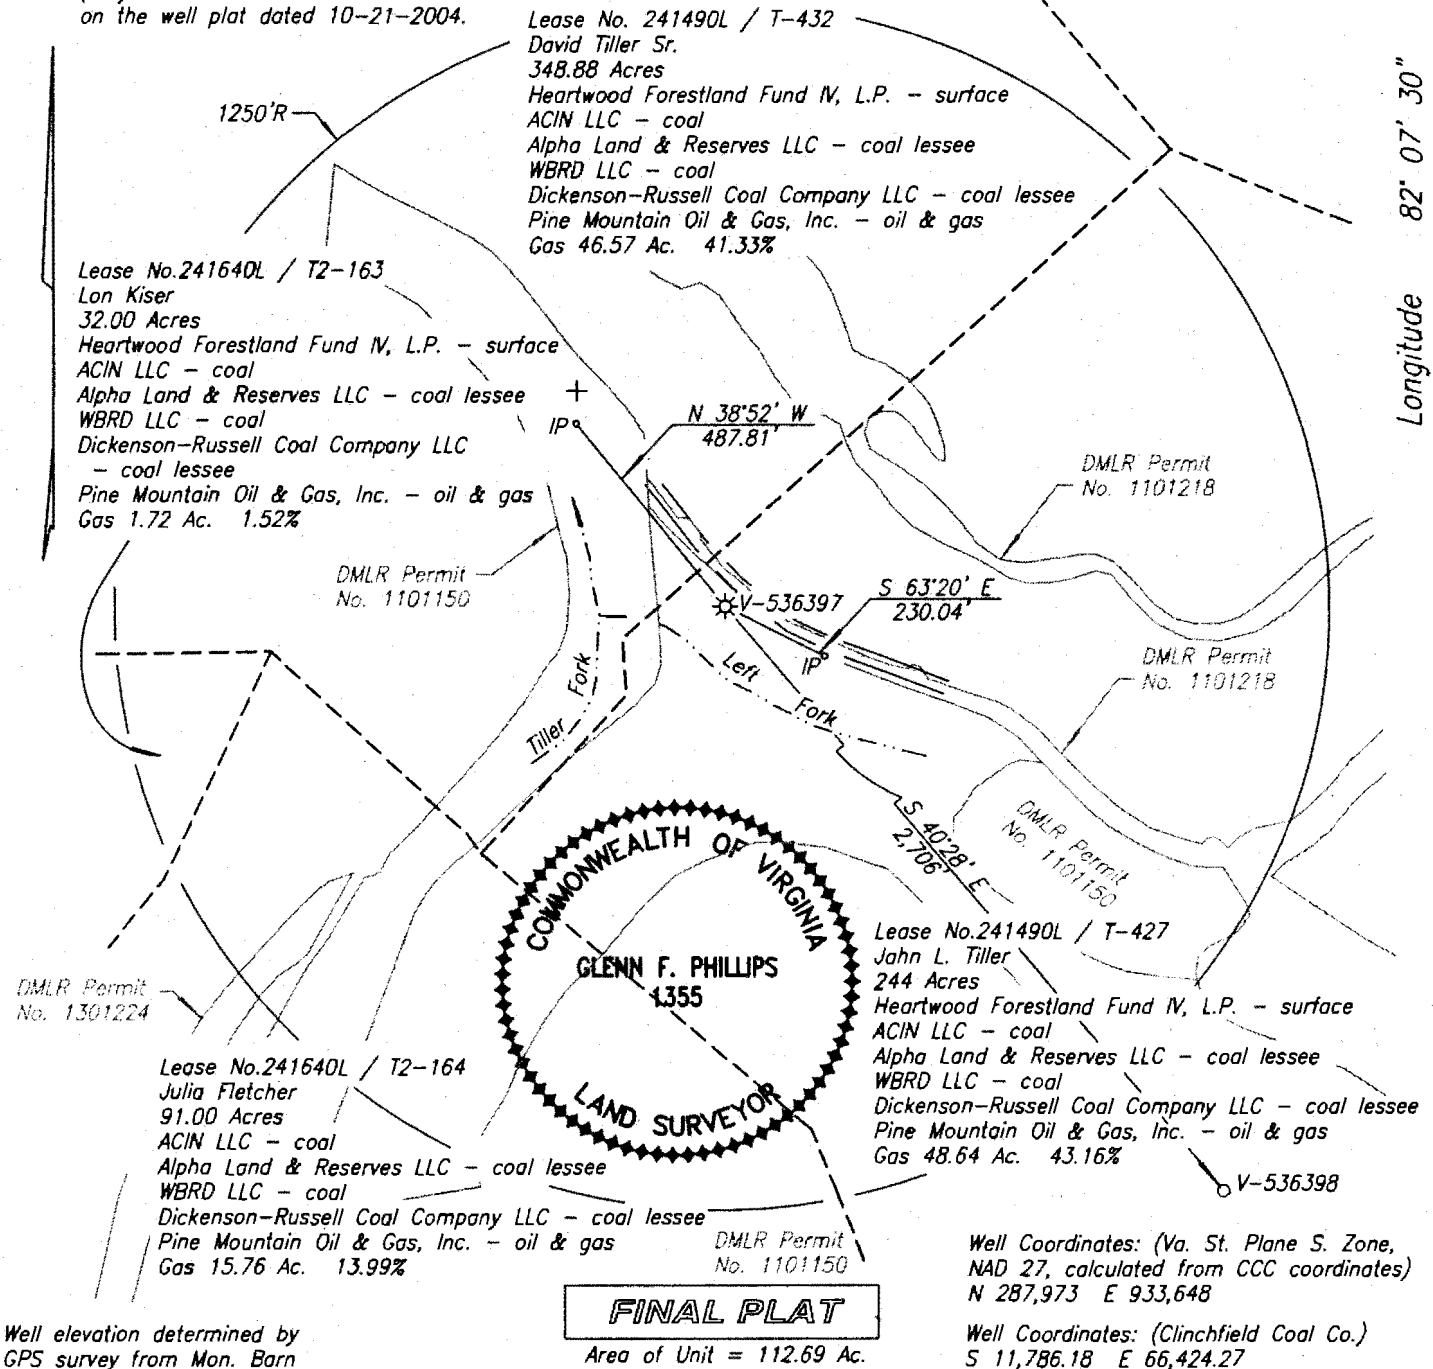 on the well plat dated 10-21-2004.
Lease No. 241490L / T-432
David Tiller Sr.
348.88 Acres
Heartwood Forestland Fund IV, L.P. - surface
ACIN LLC - coal
Alpha Land & Reserves LLC - coal lessee
WBRD LLC - coal
Dickenson-Russell Coal Company LLC - coal lessee
Pine Mountain Oil & Gas, Inc. - oil & gas
Gas 46.57 Ac. 41.33%
1250'R
Longitude 82° 07' 30"
Lease No.241640L / T2-163
Lon Kiser
32.00 Acres
Heartwood Forestland Fund IV, L.P. - surface
ACIN LLC - coal
Alpha Land & Reserves LLC - coal lessee
WBRD LLC - coal
Dickenson-Russell Coal Company LLC
- coal lessee
Pine Mountain Oil & Gas, Inc. - oil & gas
Gas 1.72 Ac. 1.52%
IP
N 38°52' W
487.81'
DMLR Permit
No. 1101218
DMLR Permit
No. 1101150
V-536397
S 63°20' E
230.04'
IP
DMLR Permit
No. 1101218
Left
Fork
Tiller
Fork
S 40°28' E
2,706'
DMLR Permit
No. 1101150
COMMONWEALTH OF VIRGINIA
GLENN F. PHILLIPS
1355
LAND SURVEYOR
DMLR Permit
No. 1301224
Lease No.241490L / T-427
Jahn L. Tiller
244 Acres
Heartwood Forestland Fund IV, L.P. - surface
ACIN LLC - coal
Alpha Land & Reserves LLC - coal lessee
WBRD LLC - coal
Dickenson-Russell Coal Company LLC - coal lessee
Pine Mountain Oil & Gas, Inc. - oil & gas
Gas 48.64 Ac. 43.16%
Lease No.241640L / T2-164
Julia Fletcher
91.00 Acres
ACIN LLC - coal
Alpha Land & Reserves LLC - coal lessee
WBRD LLC - coal
Dickenson-Russell Coal Company LLC - coal lessee
Pine Mountain Oil & Gas, Inc. - oil & gas
Gas 15.76 Ac. 13.99%
V-536398
DMLR Permit
No. 1101150
FINAL PLAT
Area of Unit = 112.69 Ac.
Well Coordinates: (Va. St. Plane S. Zone,
NAD 27, calculated from CCC coordinates)
N 287,973 E 933,648
Well Coordinates: (Clinchfield Coal Co.)
S 11,786.18 E 66,424.27
Well elevation determined by
GPS survey from Mon. Barn